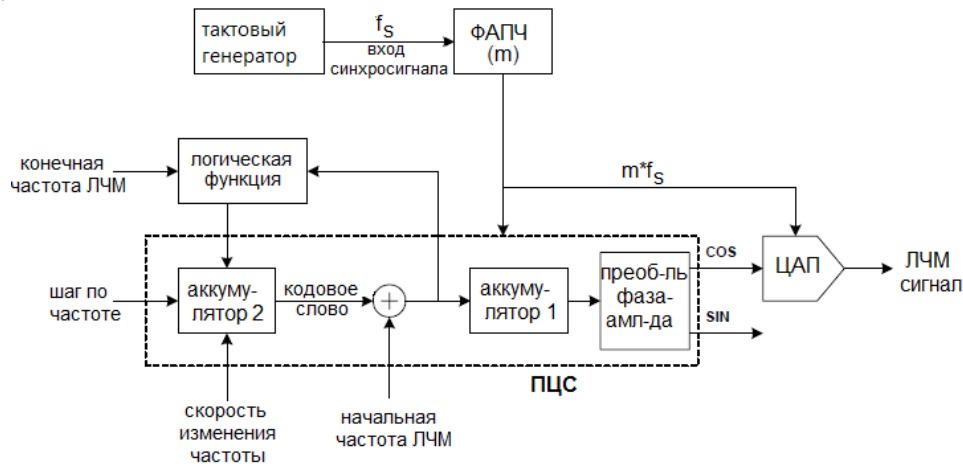 тактовый
генератор
f_S
вход
синхросигнала
ФАПЧ
(m)
конечная
частота ЛЧМ
логическая
функция
m*f_S
шаг по
частоте
аккуму-
лятор 2
кодовое
слово
+
аккуму-
лятор 1
преоб-ль
фаза-
амп-да
COS
SIN
ЦАП
ЛЧМ
сигнал
ПЦС
скорость
изменения
частоты
начальная
частота ЛЧМ